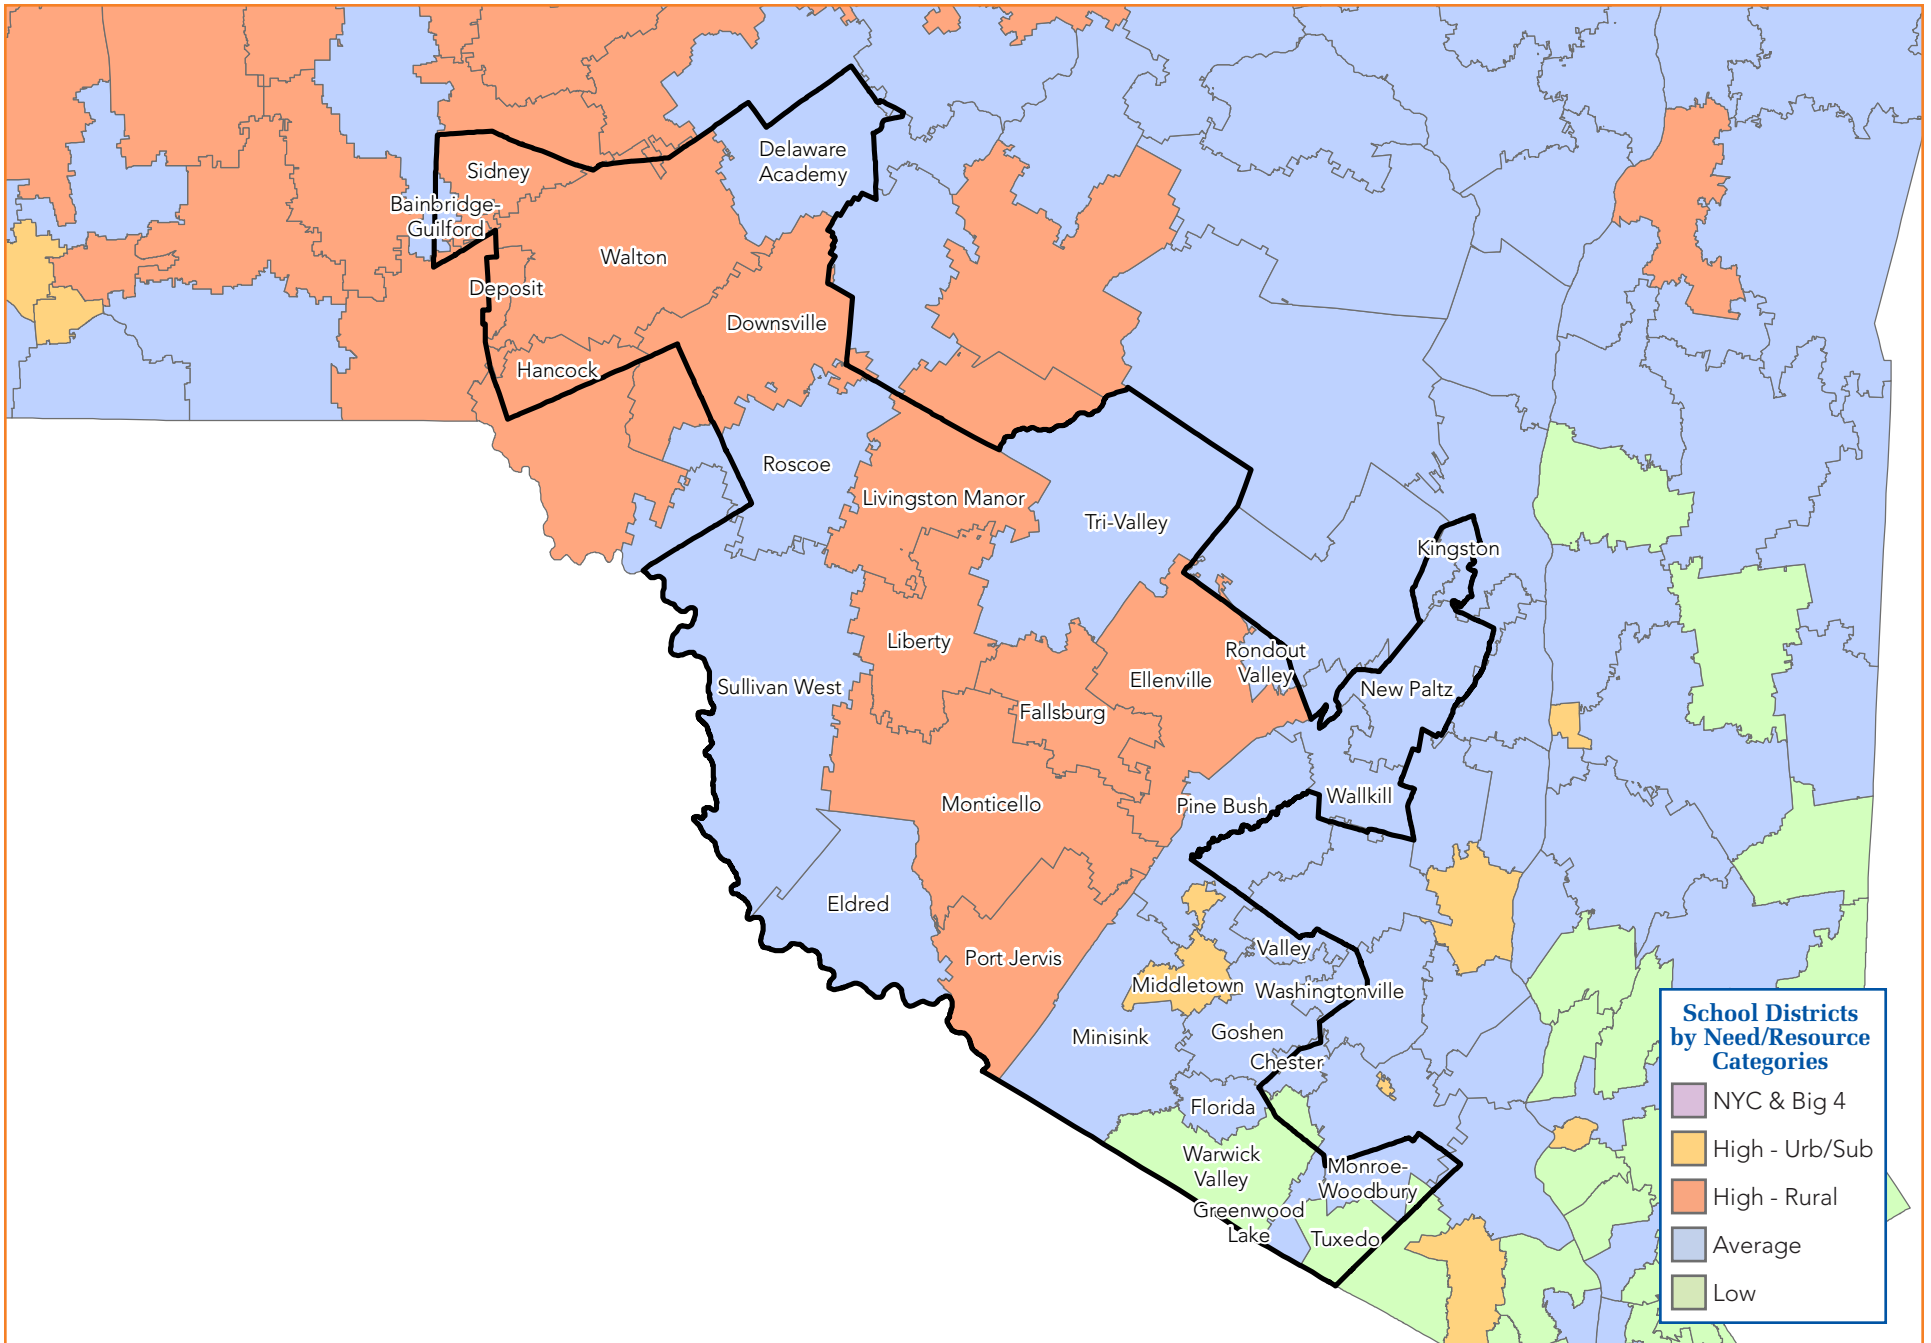 Delaware
Academy
Sidney
Bainbridge-
Guilford
Walton
Deposit
Downsville
Hancock
Roscoe
Livingston Manor
Tri-Valley
Kingston
Liberty
Rondout
Valley
Sullivan West
Ellenville
New Paltz
Fallsburg
Monticello
Pine Bush
Wallkill
Eldred
Port Jervis
Valley
Middletown
Washingtonville
Minisink
Goshen
Chester
Florida
Warwick
Valley
Monroe-
Woodbury
Greenwood
Lake
Tuxedo
School Districts
by Need/Resource
Categories
NYC & Big 4
High - Urb/Sub
High - Rural
Average
Low